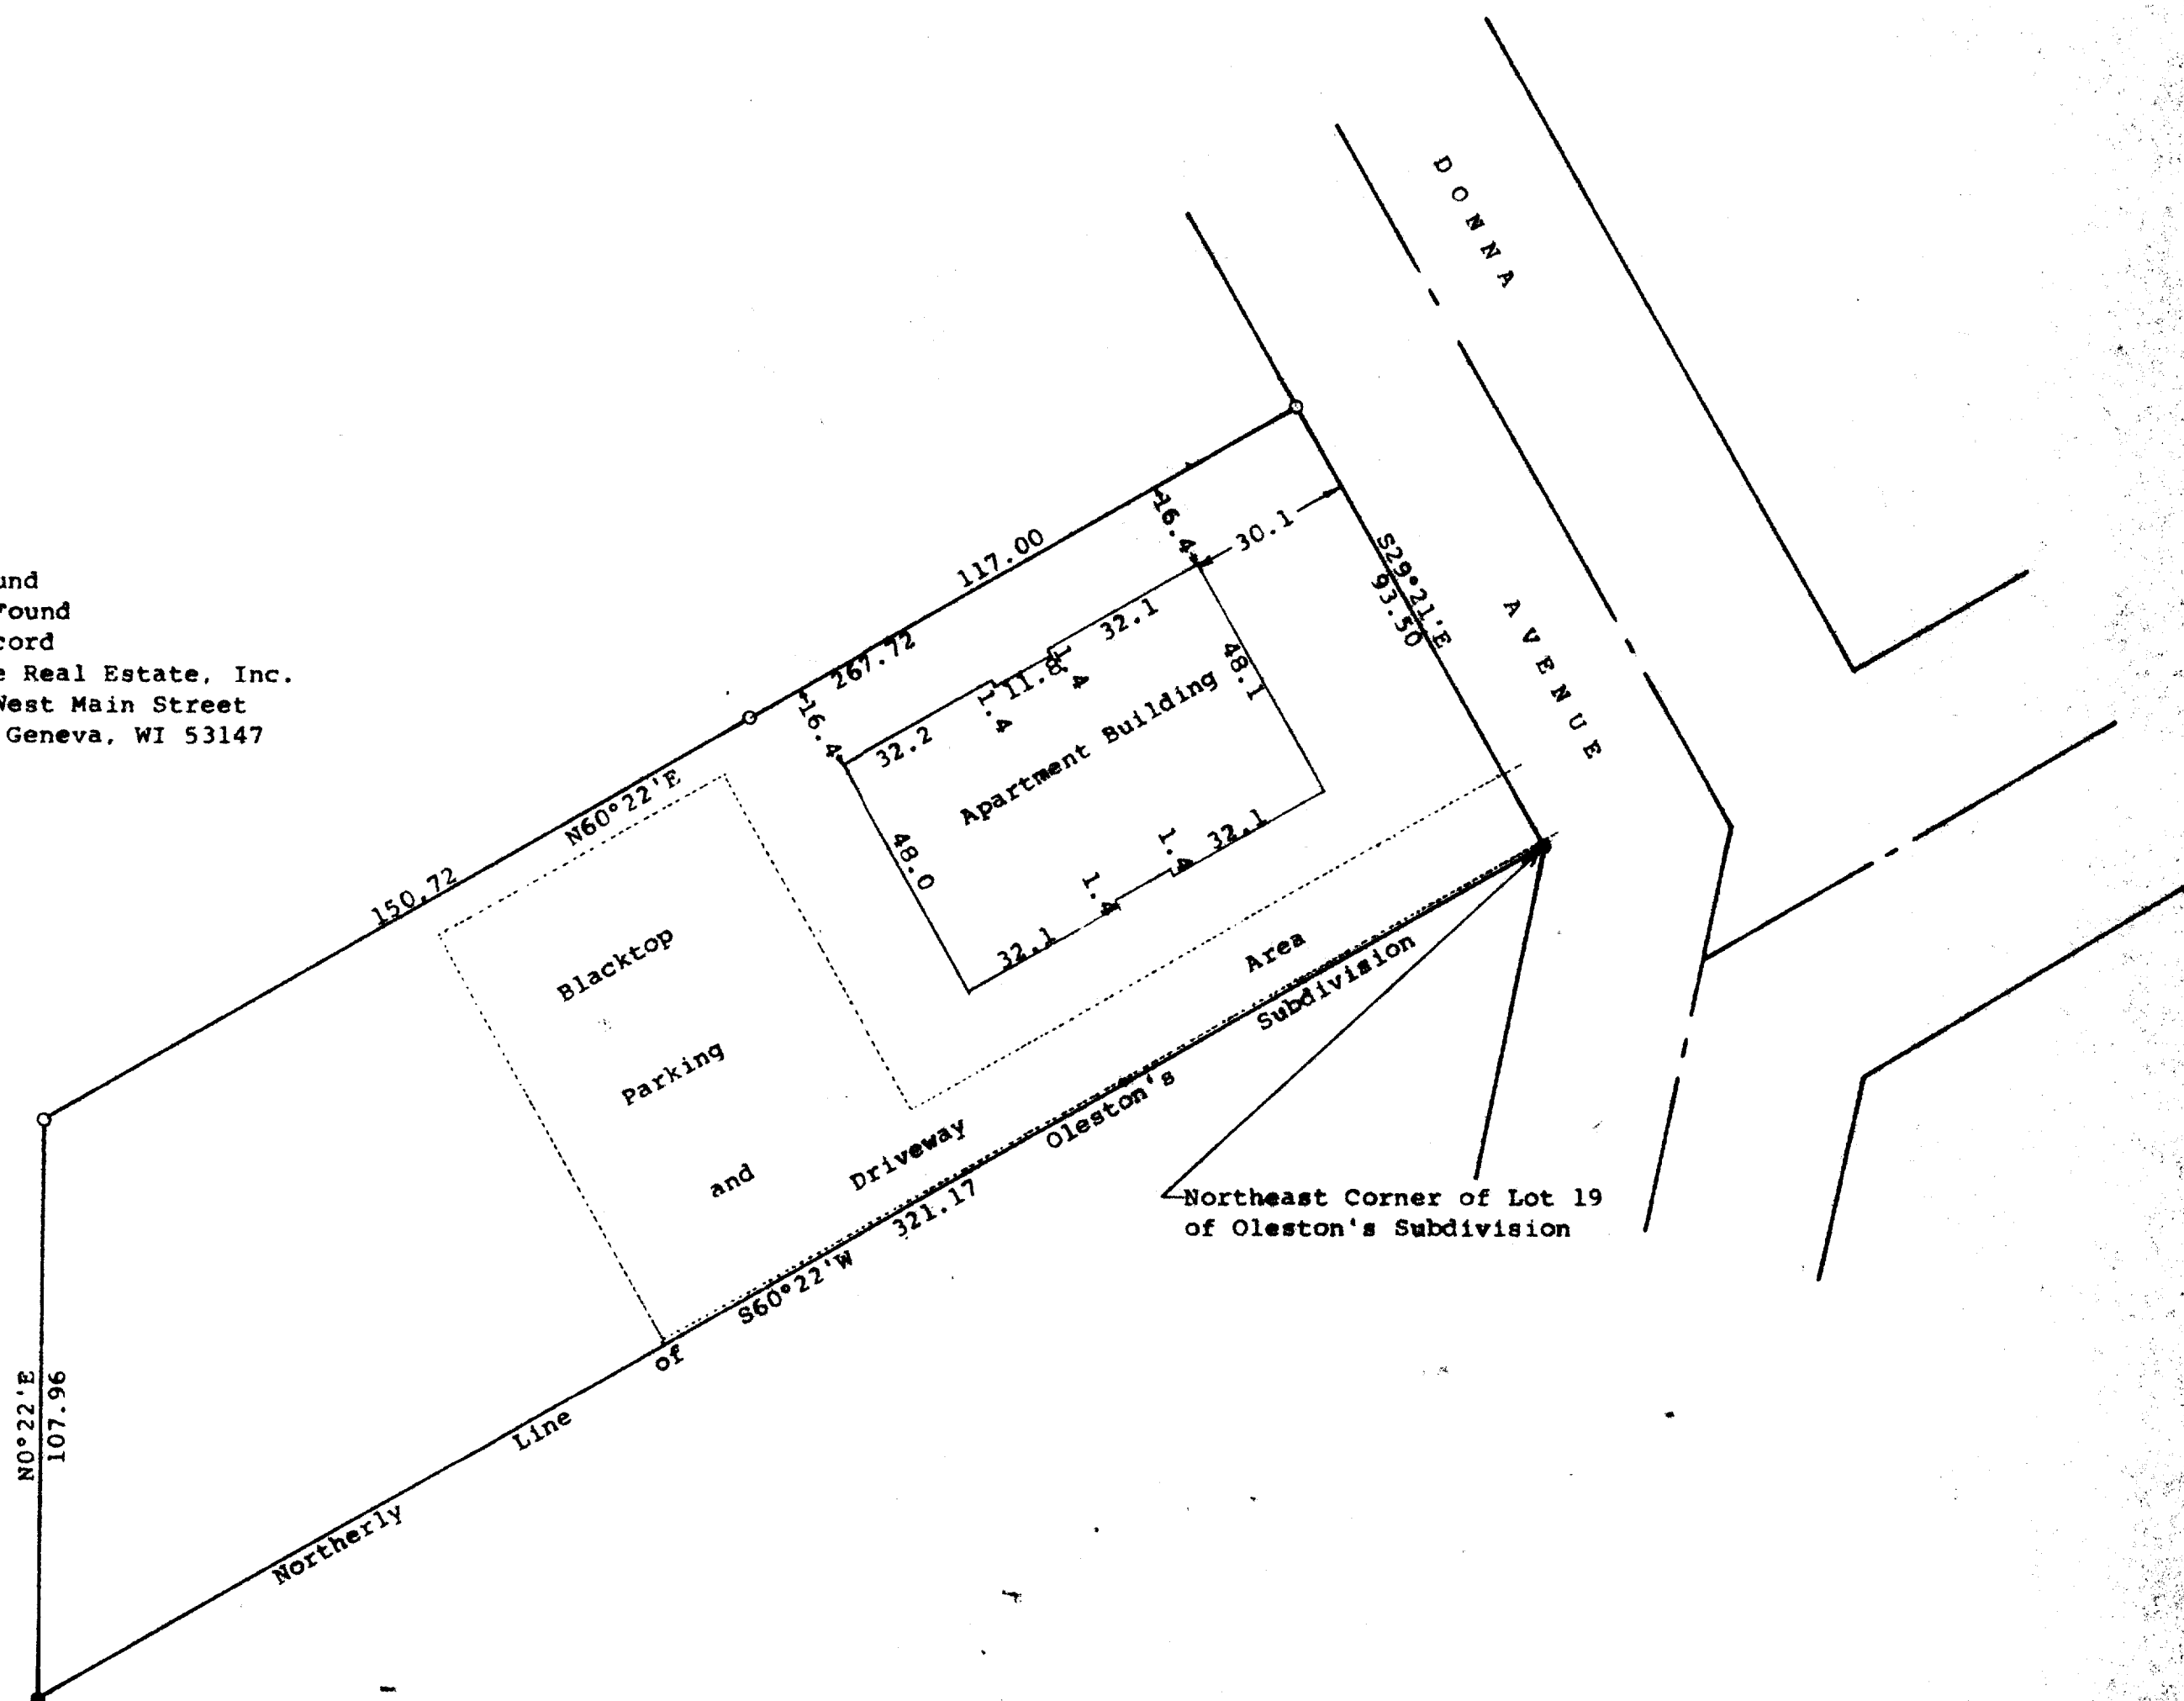 D O N N A
A V E N U E
und
Found
cord
e Real Estate, Inc.
West Main Street
Geneva, WI 53147
117.00
267.72
150.72
N60°22'E
S29°21'E
93.50
16.4
30.1
16.4
32.1
1.4
11.8
1.4
32.2
48.1
Apartment Building
48.0
32.1
1.4
1.4
32.1
Blacktop
Parking
and
Driveway
Area
Northerly Line of Oleston's Subdivision
S60°22'W
321.17
Northeast Corner of Lot 19
of Oleston's Subdivision
N0°22'E
107.96